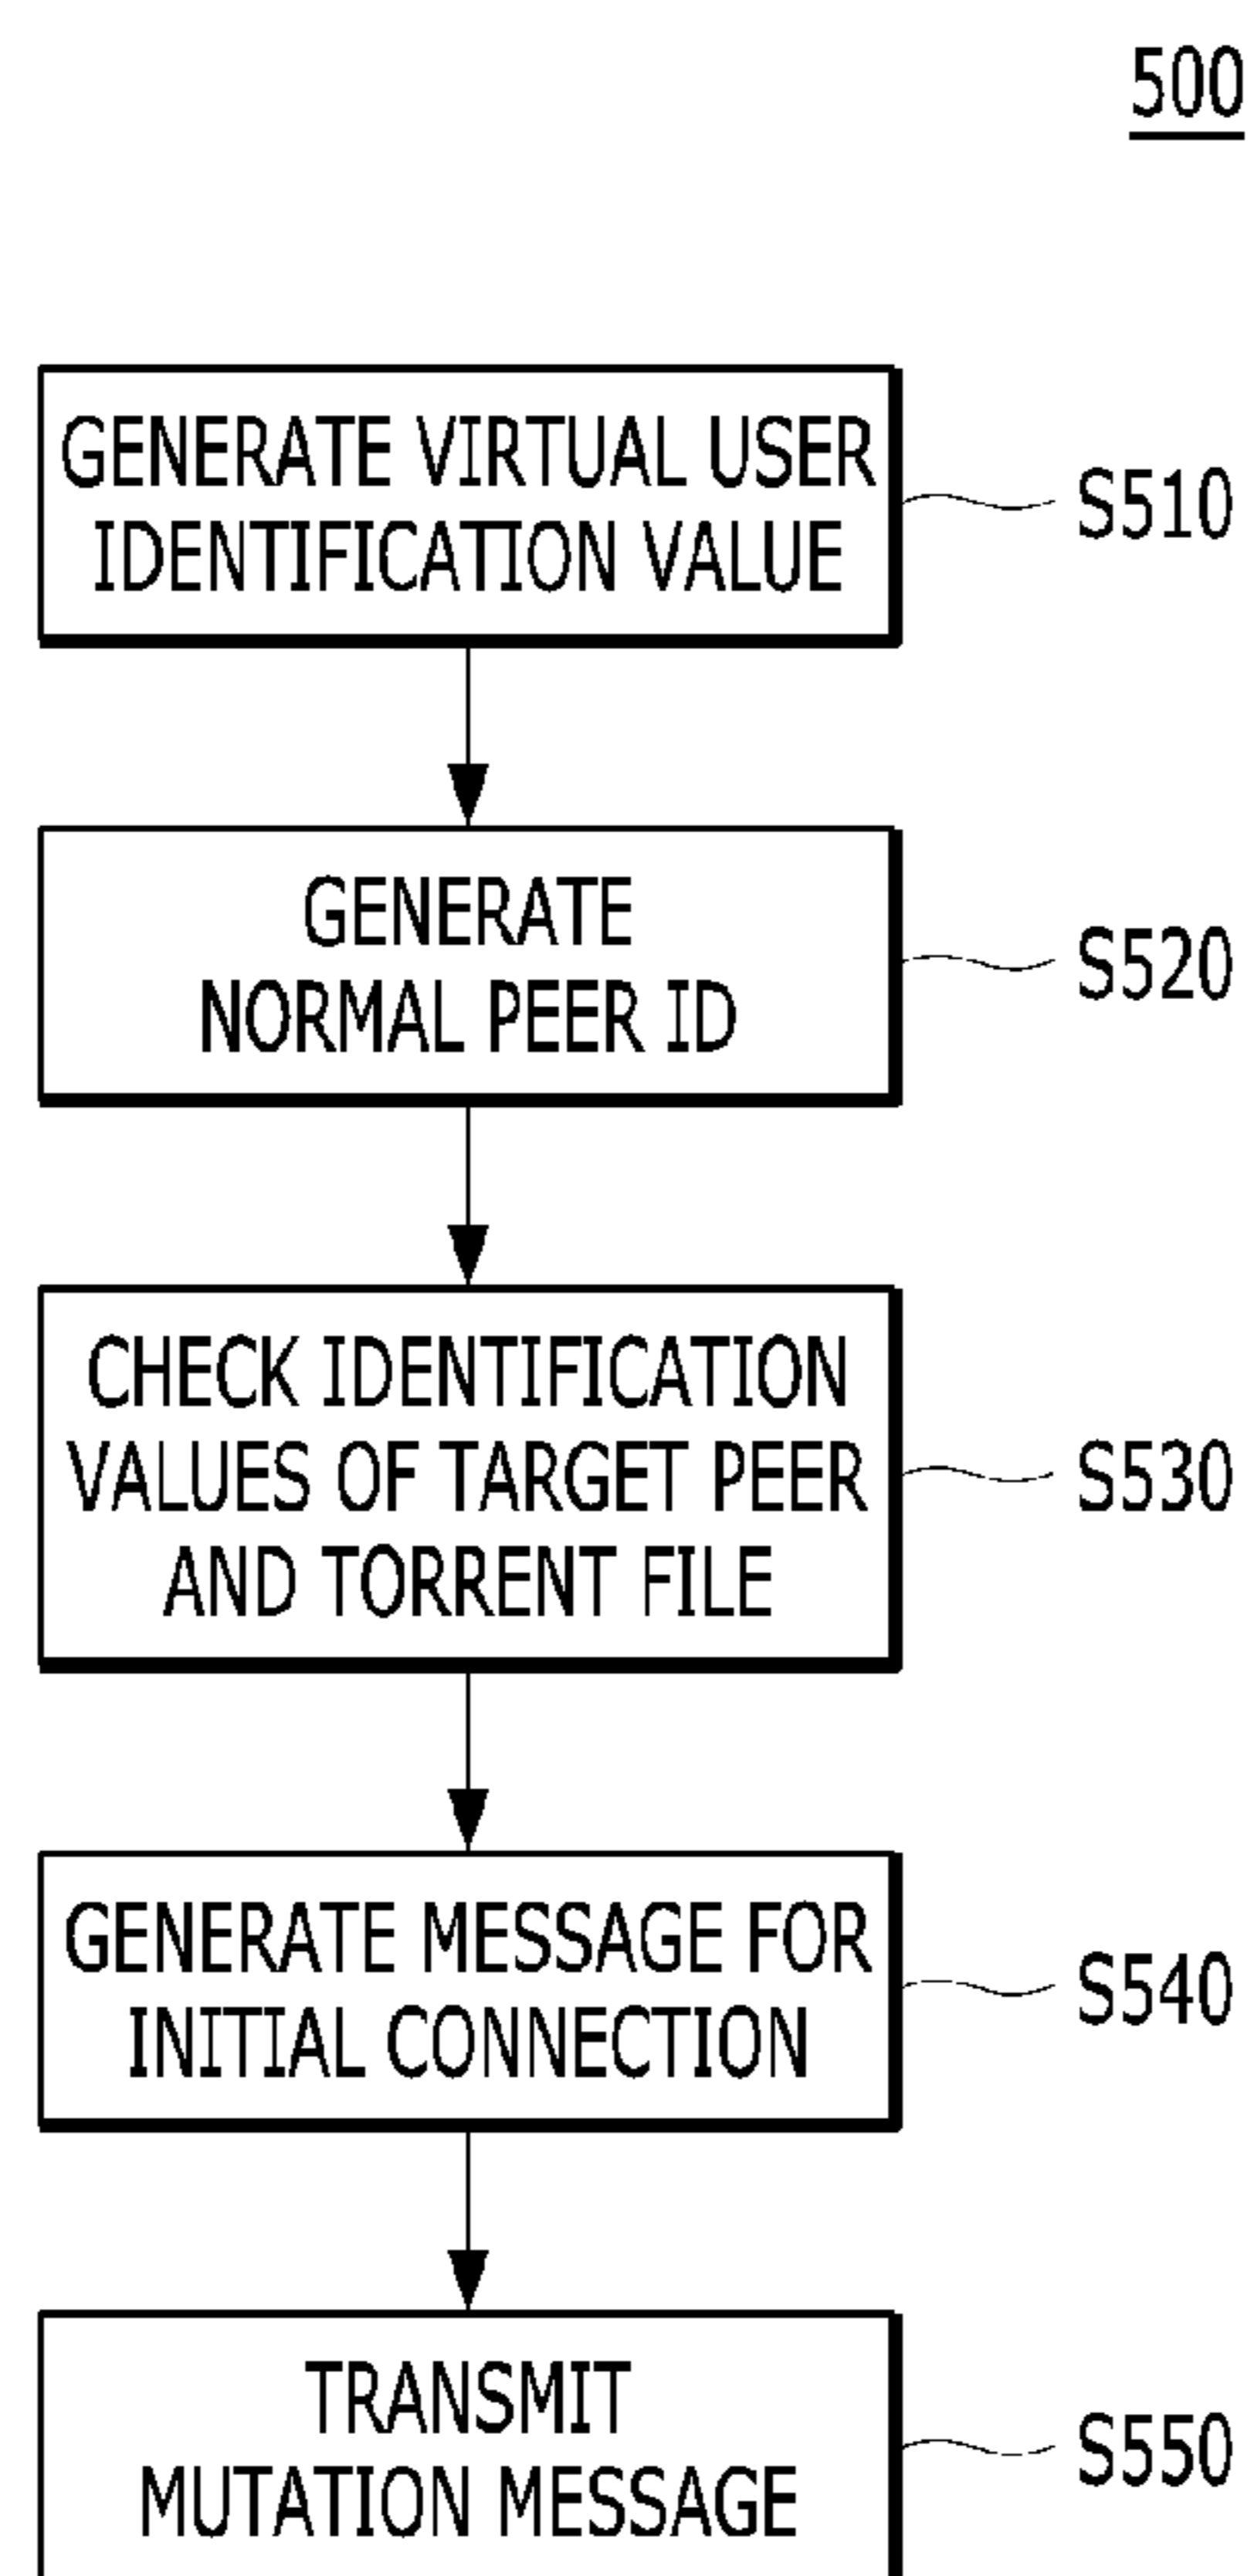 500
GENERATE VIRTUAL USER
IDENTIFICATION VALUE
S510
GENERATE
NORMAL PEER ID
S520
CHECK IDENTIFICATION
VALUES OF TARGET PEER
AND TORRENT FILE
S530
GENERATE MESSAGE FOR
INITIAL CONNECTION
S540
TRANSMIT
MUTATION MESSAGE
S550